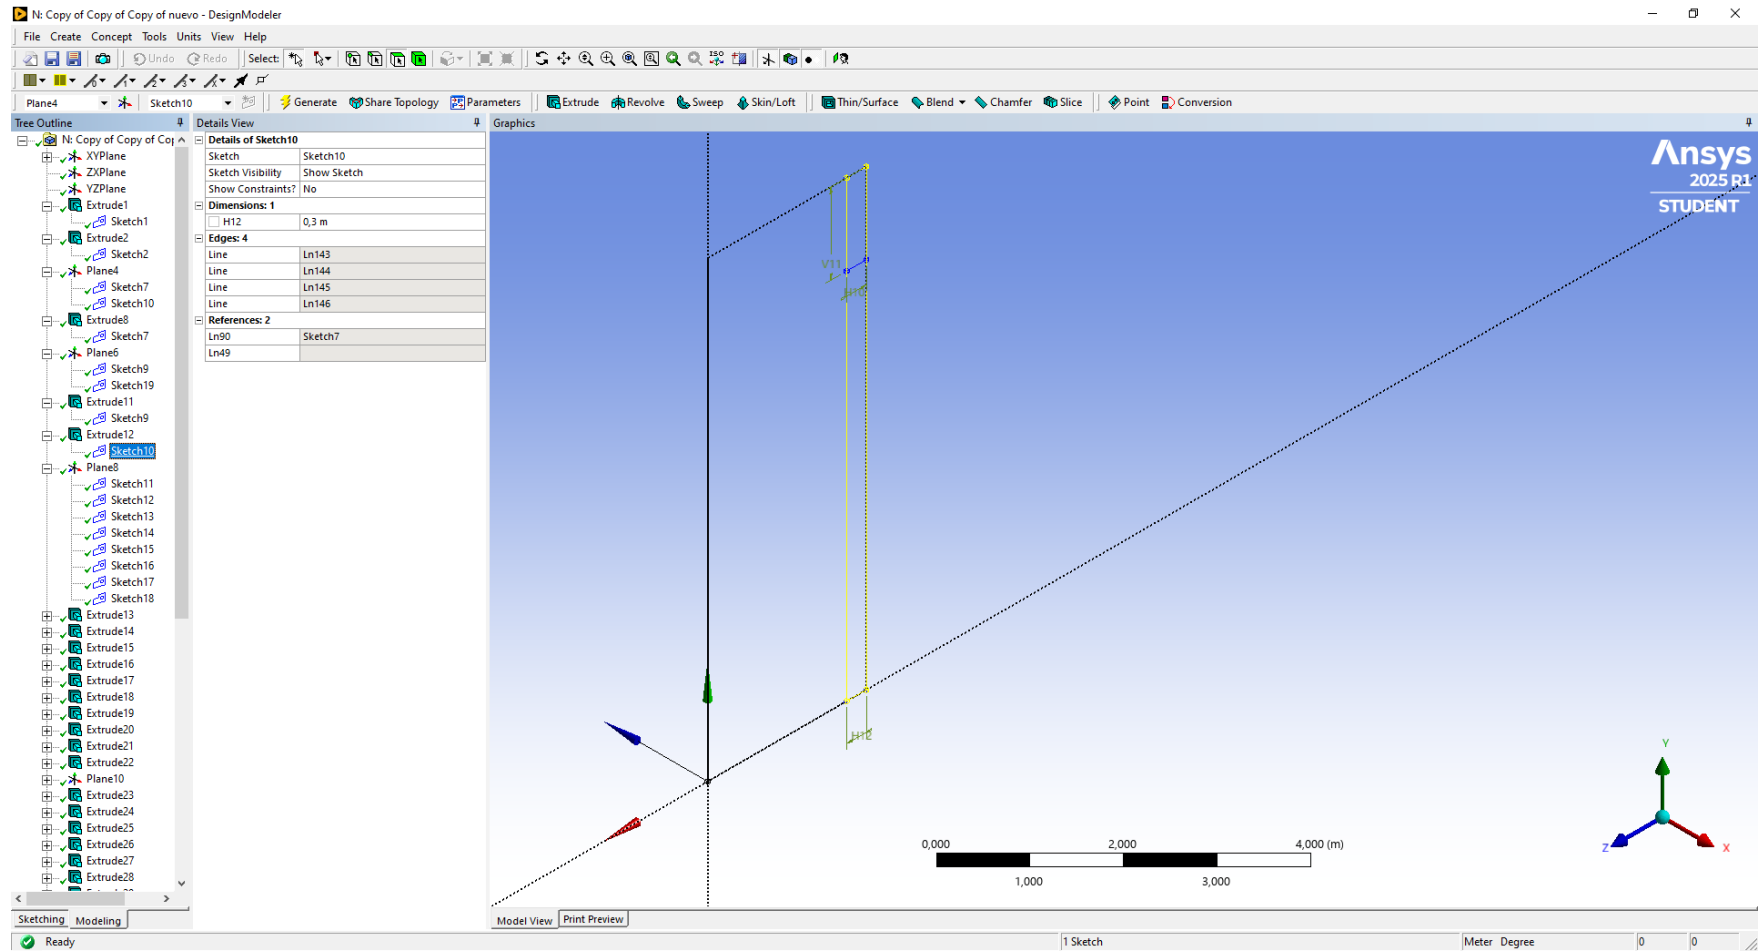 N: Copy of Copy of Copy of nuevo - DesignModeler
File Create Concept Tools Units View Help
Undo Redo Select:
Plane4 Sketch10 Generate Share Topology Parameters Extrude Revolve Sweep Skin/Loft Thin/Surface Blend Chamfer Slice Point Conversion
Tree Outline
N: Copy of Copy of Cop
XYPlane
ZXPlane
YZPlane
Extrude1
Sketch1
Extrude2
Sketch2
Plane4
Sketch7
Sketch10
Extrude8
Sketch7
Plane6
Sketch9
Sketch19
Extrude11
Sketch9
Extrude12
Sketch10
Plane8
Sketch11
Sketch12
Sketch13
Sketch14
Sketch15
Sketch16
Sketch17
Sketch18
Extrude13
Extrude14
Extrude15
Extrude16
Extrude17
Extrude18
Extrude19
Extrude20
Extrude21
Extrude22
Plane10
Extrude23
Extrude24
Extrude25
Extrude26
Extrude27
Extrude28
Sketching Modeling
Details View
Details of Sketch10
Sketch Sketch10
Sketch Visibility Show Sketch
Show Constraints? No
Dimensions: 1
H12 0,3 m
Edges: 4
Line Ln143
Line Ln144
Line Ln145
Line Ln146
References: 2
Ln90 Sketch7
Ln49
Graphics
Ansys
2025 R1
STUDENT
V11
H12
0,000 2,000 4,000 (m)
1,000 3,000
Y
Z X
Model View Print Preview
Ready 1 Sketch Meter Degree 0 0